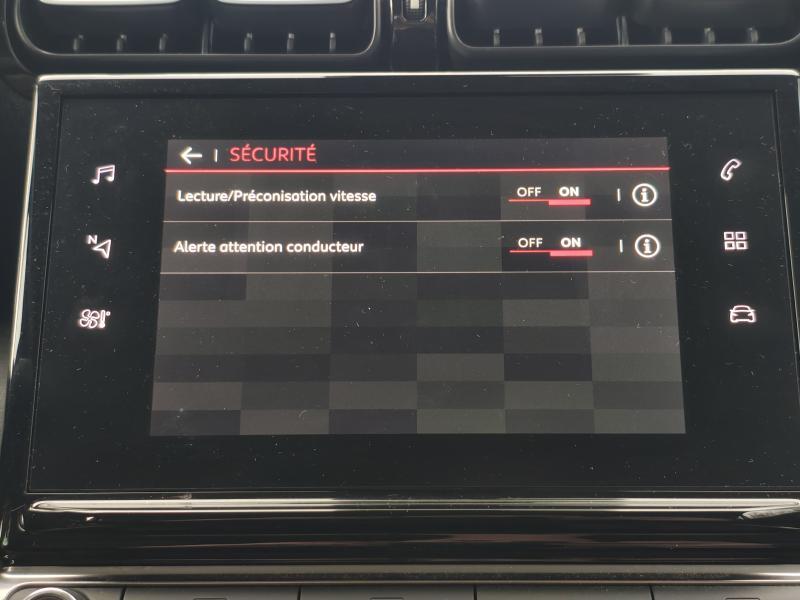 SÉCURITÉ
Lecture/Préconisation vitesse OFF ON
Alerte attention conducteur OFF ON
N